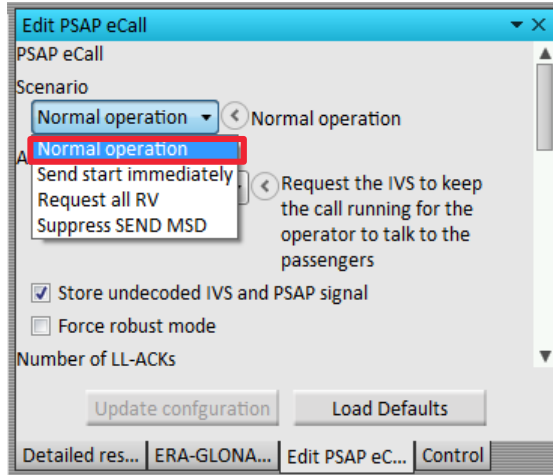 Edit PSAP eCall
PSAP eCall
Scenario
Normal operation
Normal operation
Normal operation
A
Send start immediately
Request all RV
Suppress SEND MSD
Request the IVS to keep
the call running for the
operator to talk to the
passengers
Store undecoded IVS and PSAP signal
Force robust mode
Number of LL-ACKs
Update confguration
Load Defaults
Detailed res...
ERA-GLONA...
Edit PSAP eC...
Control